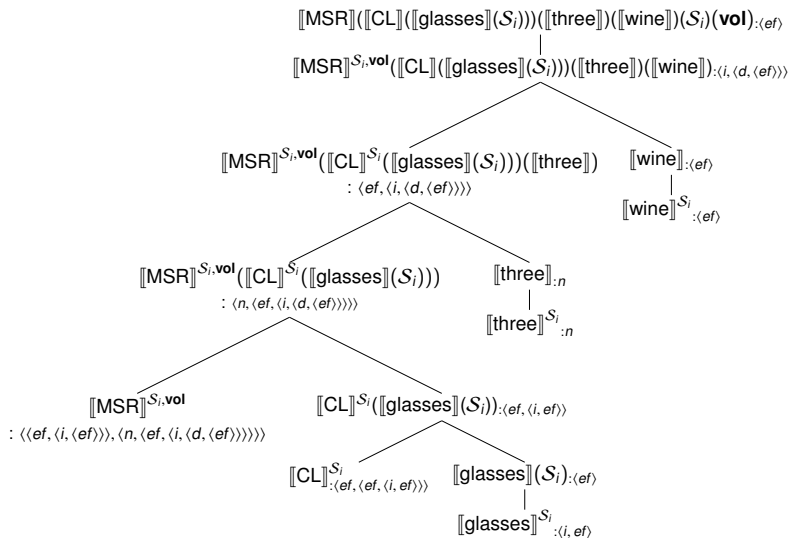 ⟦MSR⟧(⟦CL⟧(⟦glasses⟧(𝒮ᵢ)))(⟦three⟧)(⟦wine⟧)(𝒮ᵢ)(vol):⟨ef⟩
⟦MSR⟧^𝒮ᵢ,vol(⟦CL⟧(⟦glasses⟧(𝒮ᵢ)))(⟦three⟧)(⟦wine⟧):⟨i,⟨d,⟨ef⟩⟩⟩
⟦MSR⟧^𝒮ᵢ,vol(⟦CL⟧^𝒮ᵢ(⟦glasses⟧(𝒮ᵢ)))(⟦three⟧) ⟦wine⟧:⟨ef⟩
: ⟨ef,⟨i,⟨d,⟨ef⟩⟩⟩⟩
⟦wine⟧^𝒮ᵢ:⟨ef⟩
⟦MSR⟧^𝒮ᵢ,vol(⟦CL⟧^𝒮ᵢ(⟦glasses⟧(𝒮ᵢ))) ⟦three⟧:n
: ⟨n,⟨ef,⟨i,⟨d,⟨ef⟩⟩⟩⟩⟩
⟦three⟧^𝒮ᵢ:n
⟦MSR⟧^𝒮ᵢ,vol ⟦CL⟧^𝒮ᵢ(⟦glasses⟧(𝒮ᵢ)):⟨ef,⟨i,ef⟩⟩
: ⟨⟨ef,⟨i,⟨ef⟩⟩⟩,⟨n,⟨ef,⟨i,⟨d,⟨ef⟩⟩⟩⟩⟩⟩
⟦CL⟧^𝒮ᵢ:⟨ef,⟨ef,⟨i,ef⟩⟩⟩ ⟦glasses⟧(𝒮ᵢ):⟨ef⟩
⟦glasses⟧^𝒮ᵢ:⟨i,ef⟩